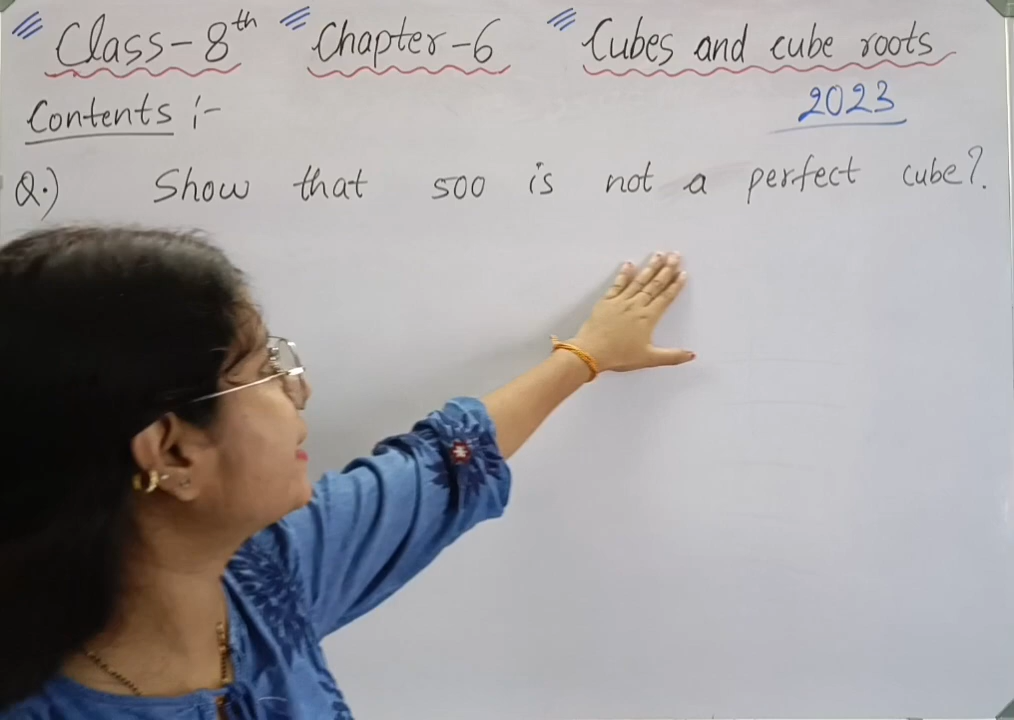 Class-8th Chapter-6 Cubes and cube roots
2023
Contents :-
Q.) Show that 500 is not a perfect cube?.